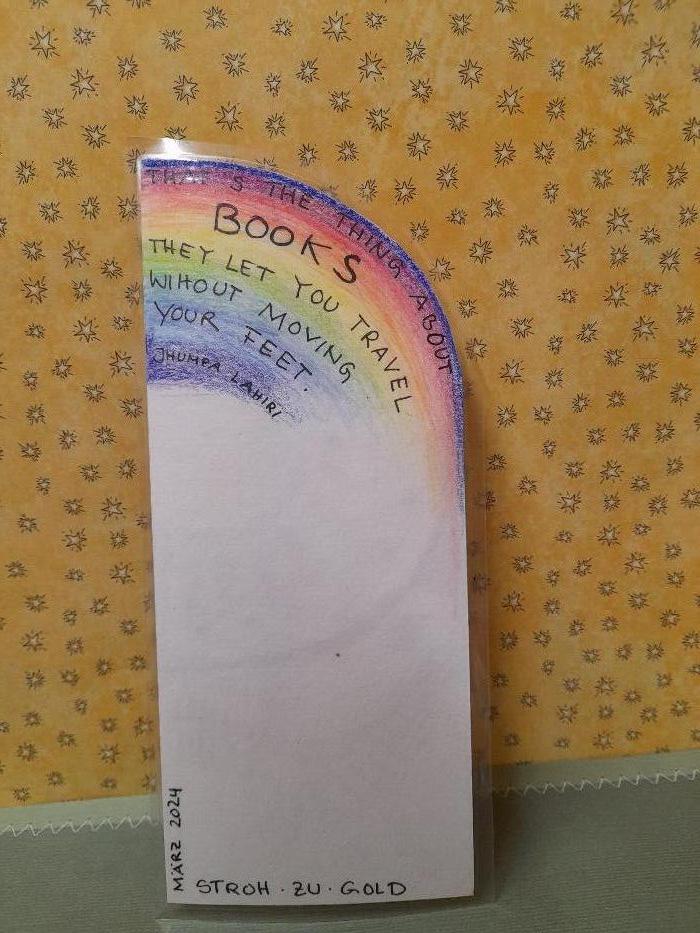 THAT'S THE THING ABOUT
BOOKS
THEY LET YOU TRAVEL
WIHOUT MOVING
YOUR FEET.
JHUMPA LAHIRI
MÄRZ 2024
STROH · ZU · GOLD